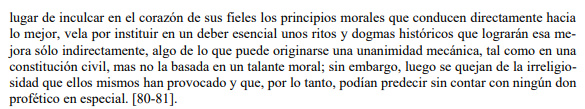 lugar de inculcar en el corazón de sus fieles los principios morales que conducen directamente hacia
lo mejor, vela por instituir en un deber esencial unos ritos y dogmas históricos que lograrán esa me-
jora sólo indirectamente, algo de lo que puede originarse una unanimidad mecánica, tal como en una
constitución civil, mas no la basada en un talante moral; sin embargo, luego se quejan de la irreligio-
sidad que ellos mismos han provocado y que, por lo tanto, podían predecir sin contar con ningún don
profético en especial. [80-81].